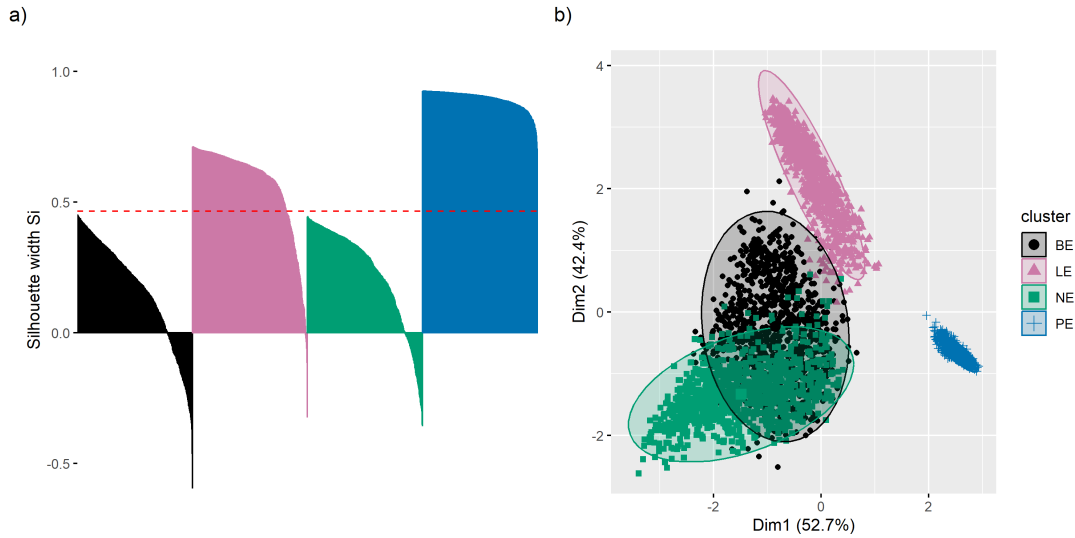 a)
Silhouette width Si
1.0
0.5
0.0
-0.5
b)
Dim2 (42.4%)
4
2
0
-2
-2 0 2
Dim1 (52.7%)
cluster
BE
LE
NE
PE